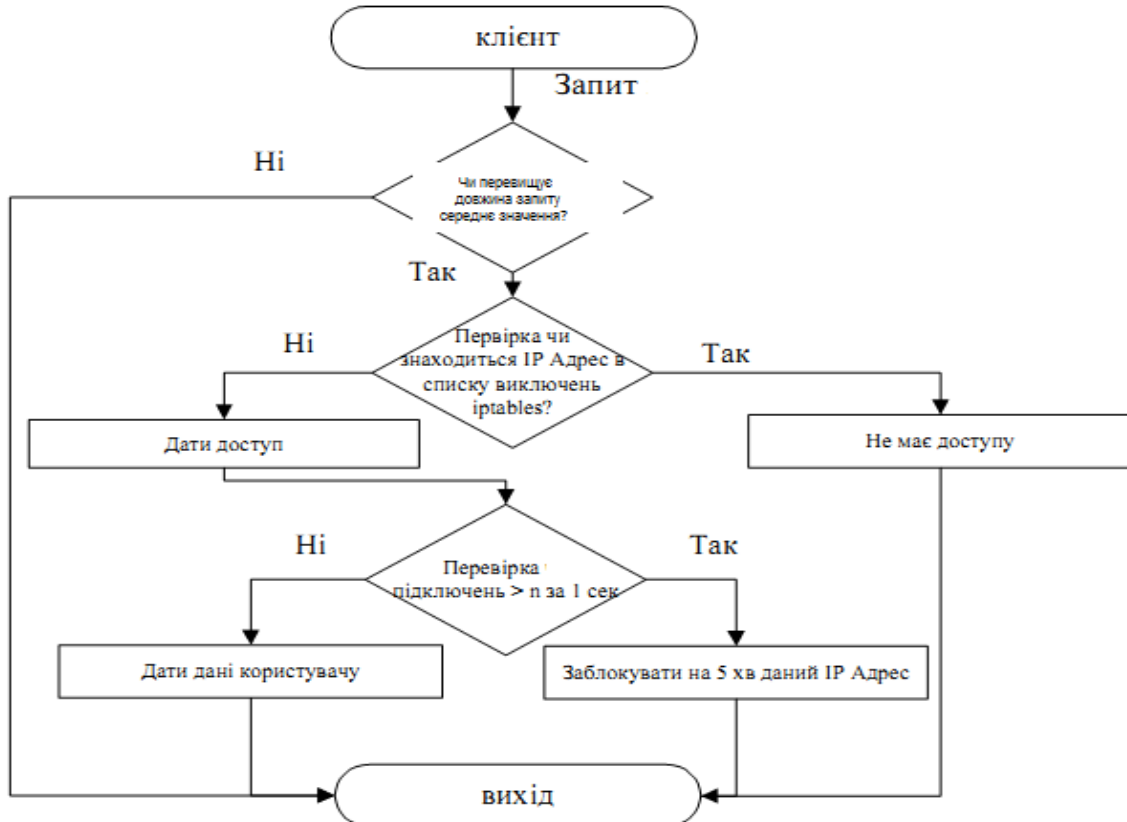 клієнт
Запит
Ні
Чи перевищує
довжина запиту
середнє значення?
Так
Ні
Первірка чи
знаходиться IP Адрес в
списку виключень
iptables?
Так
Дати доступ
Не має доступу
Ні
Перевірка
підключень > n за 1 сек
Так
Дати дані користувачу
Заблокувати на 5 хв даний IP Адрес
вихід